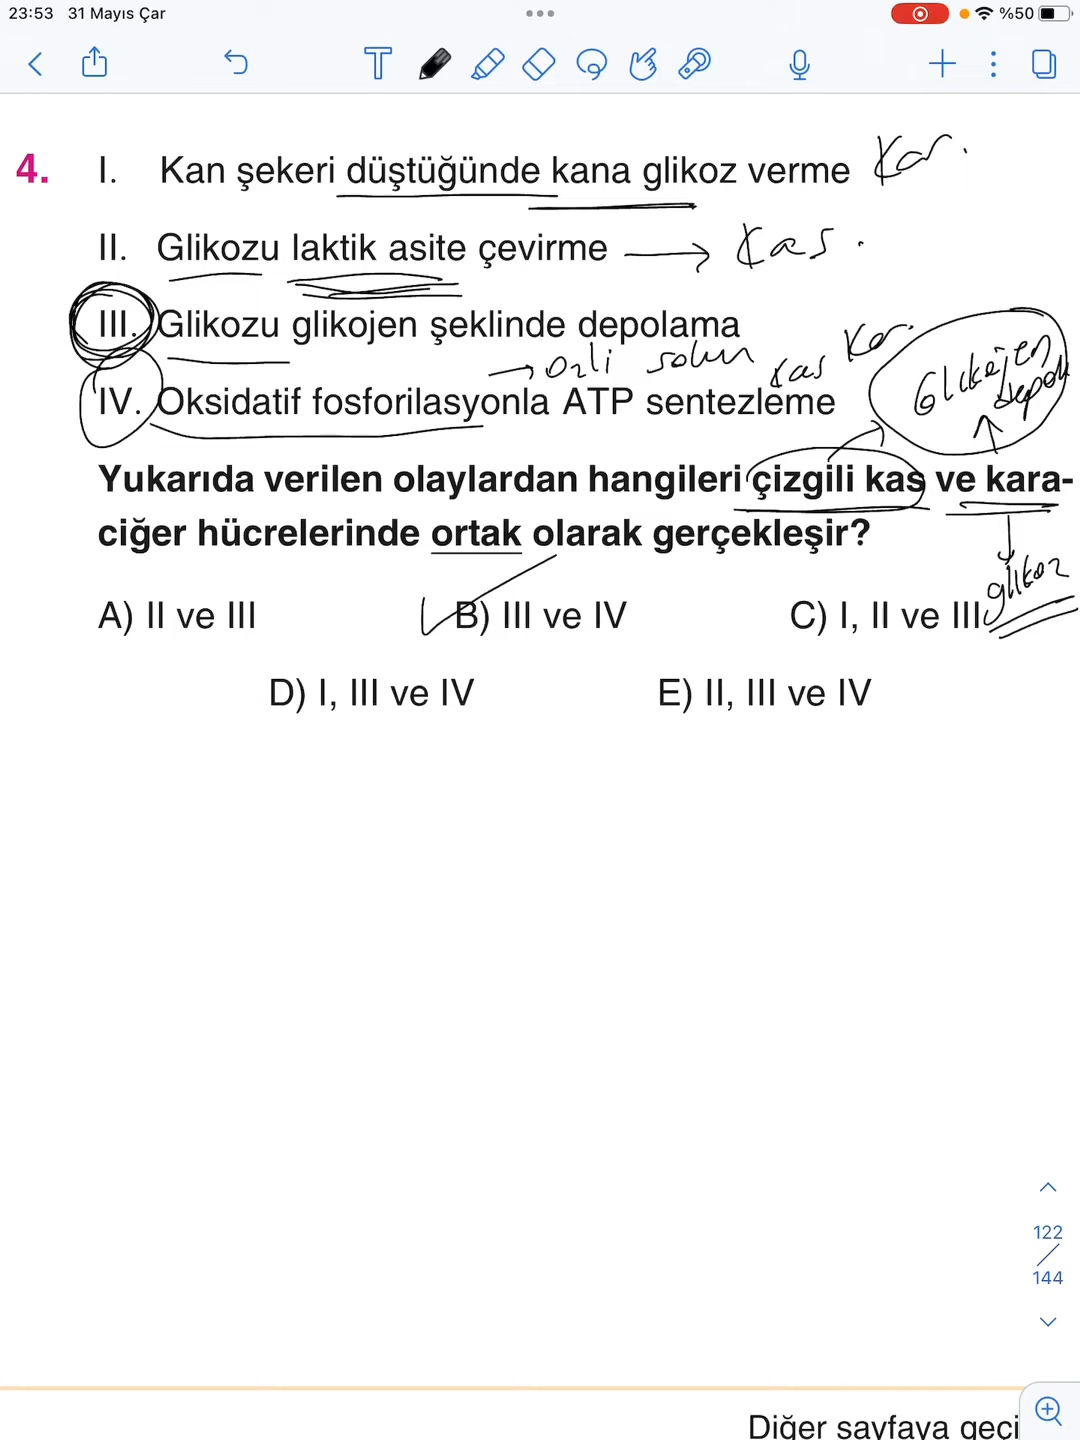 23:53 31 Mayıs Çar
%50
4. I. Kan şekeri düştüğünde kana glikoz verme Kar.
II. Glikozu laktik asite çevirme → Kas.
III. Glikozu glikojen şeklinde depolama
→ O2li solun Kas Kar.
Glikojen depo
IV. Oksidatif fosforilasyonla ATP sentezleme
Yukarıda verilen olaylardan hangileri çizgili kas ve kara-
ciğer hücrelerinde ortak olarak gerçekleşir?
glikoz
A) II ve III B) III ve IV C) I, II ve III
D) I, III ve IV E) II, III ve IV
122
144
Diğer sayfaya geçi